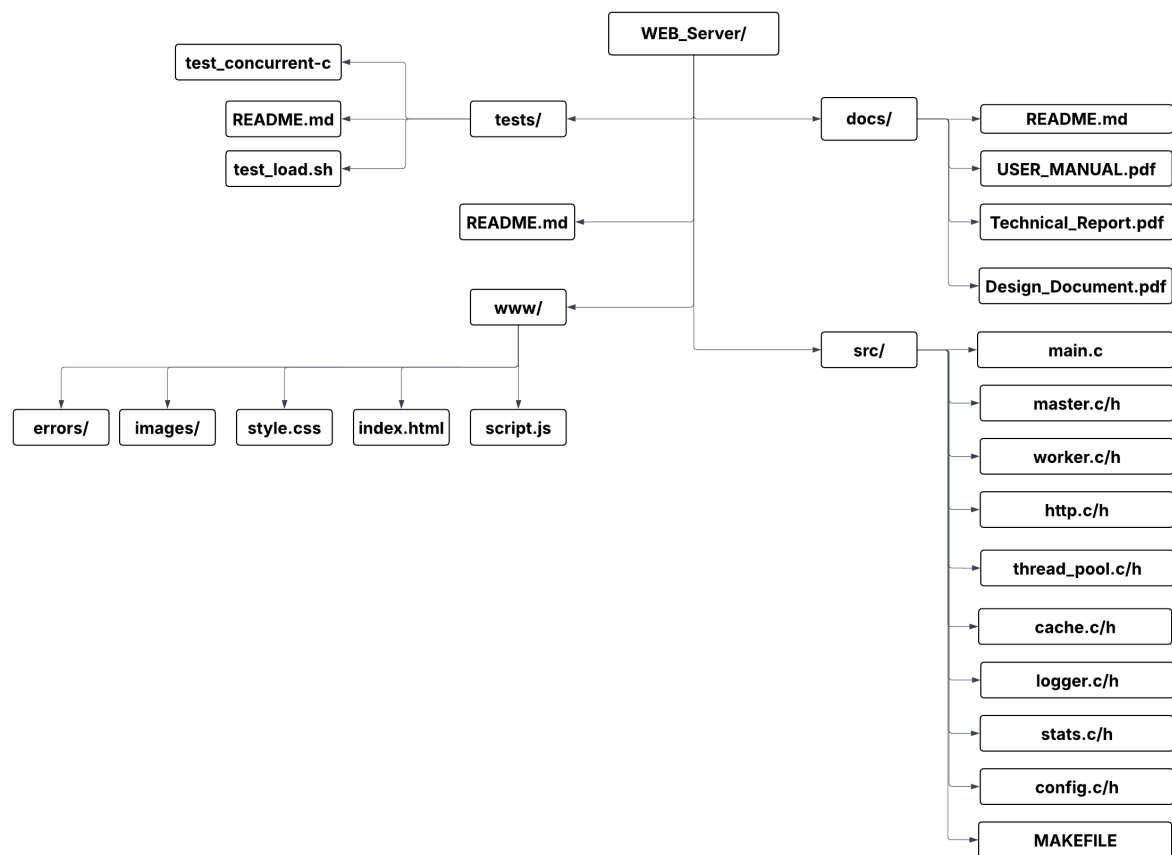 WEB_Server/
test_concurrent-c
README.md
test_load.sh
tests/
docs/
README.md
USER_MANUAL.pdf
Technical_Report.pdf
Design_Document.pdf
README.md
www/
errors/
images/
style.css
index.html
script.js
src/
main.c
master.c/h
worker.c/h
http.c/h
thread_pool.c/h
cache.c/h
logger.c/h
stats.c/h
config.c/h
MAKEFILE